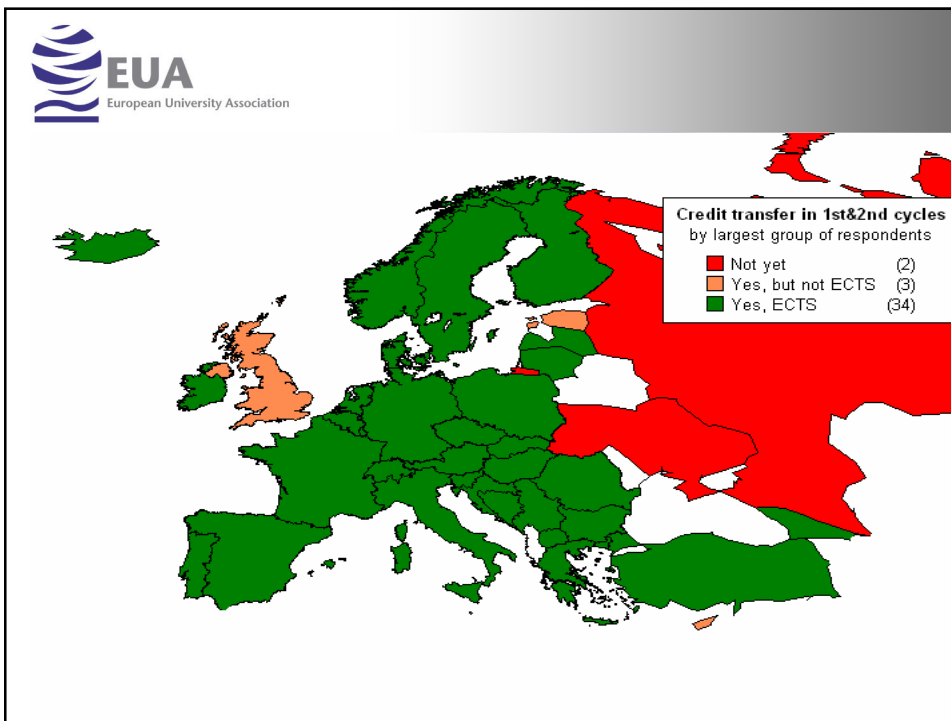 EUA
European University Association
Credit transfer in 1st&2nd cycles
by largest group of respondents
Not yet (2)
Yes, but not ECTS (3)
Yes, ECTS (34)